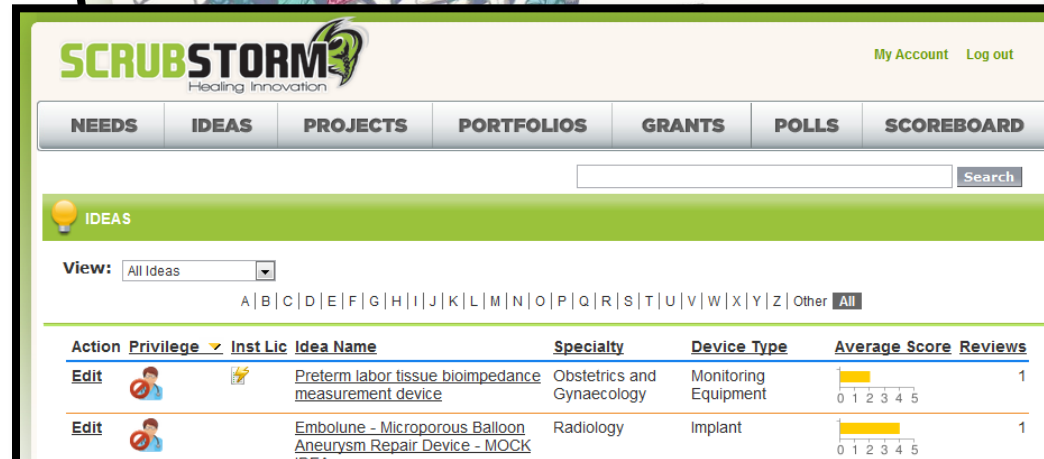 SCRUBSTORM
Healing Innovation
My Account Log out
NEEDS IDEAS PROJECTS PORTFOLIOS GRANTS POLLS SCOREBOARD
Search
IDEAS
View: All Ideas
A | B | C | D | E | F | G | H | I | J | K | L | M | N | O | P | Q | R | S | T | U | V | W | X | Y | Z | Other All
Action Privilege Inst Lic Idea Name Specialty Device Type Average Score Reviews
Edit Preterm labor tissue bioimpedance Obstetrics and Monitoring 1
measurement device Gynaecology Equipment 0 1 2 3 4 5
Edit Embolune - Microporous Balloon Radiology Implant 1
Aneurysm Repair Device - MOCK 0 1 2 3 4 5